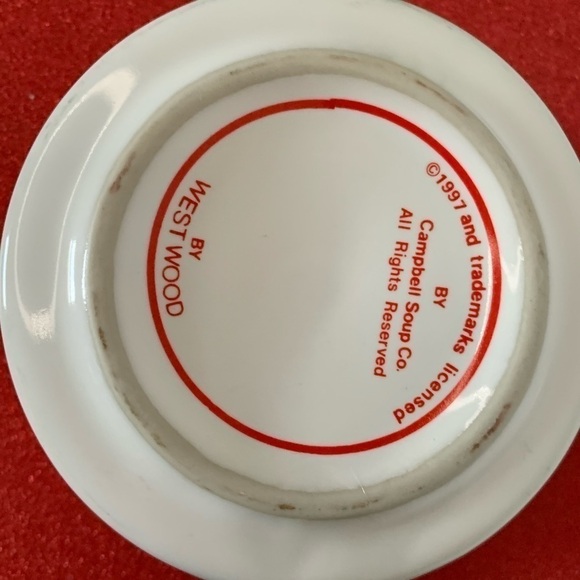 ©1997 and trademarks licensed
BY
Campbell Soup Co.
All Rights Reserved
BY
WESTWOOD